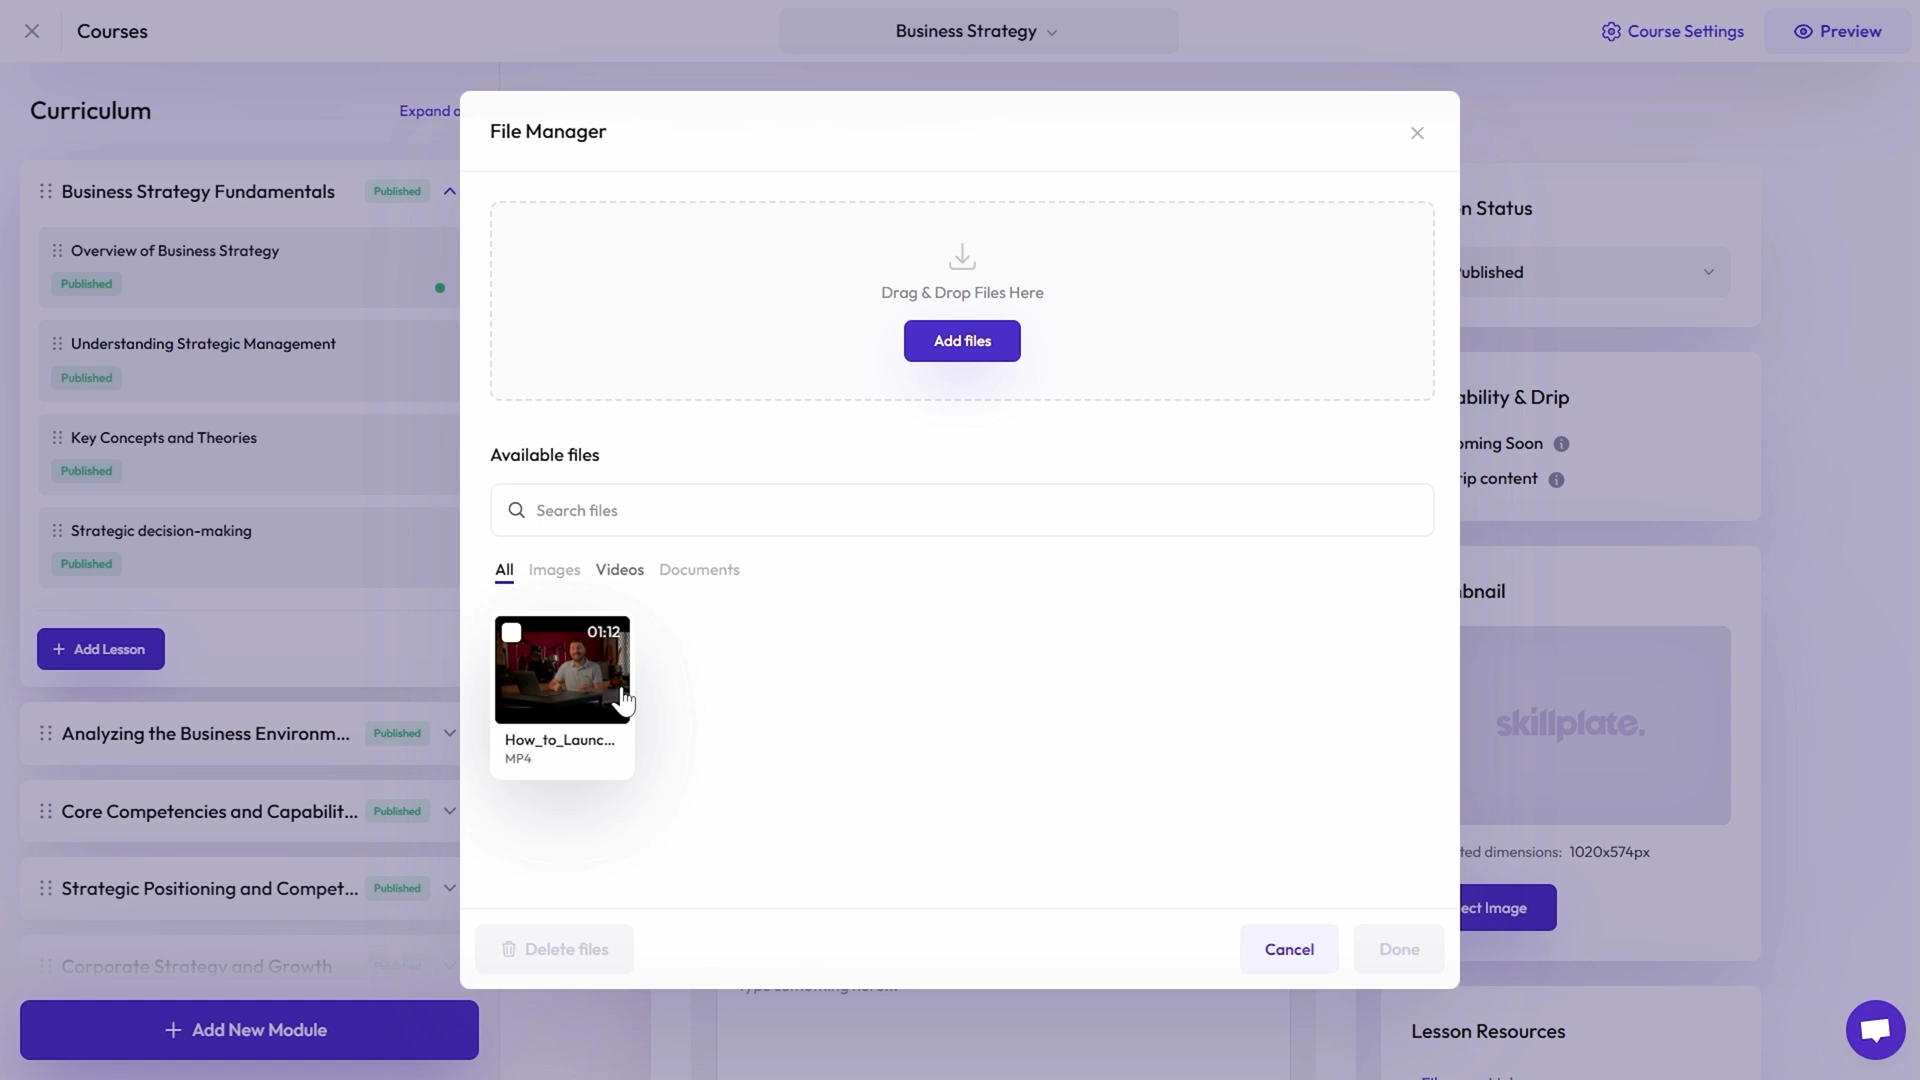 Courses
Business Strategy
Course Settings
Preview
Curriculum
Expand
File Manager
Business Strategy Fundamentals
Published
Overview of Business Strategy
Published
Understanding Strategic Management
Published
Key Concepts and Theories
Published
Strategic decision-making
Published
+ Add Lesson
Analyzing the Business Environm...
Published
Core Competencies and Capabilit...
Published
Strategic Positioning and Compet...
Published
Corporate Strategy and Growth
Published
+ Add New Module
Drag & Drop Files Here
Add files
Available files
Search files
All
Images
Videos
Documents
01:12
How_to_Launc...
MP4
Delete files
Cancel
Done
n Status
ublished
ability & Drip
oming Soon
ip content
bnail
skillplate.
ted dimensions: 1020x574px
ect Image
Lesson Resources